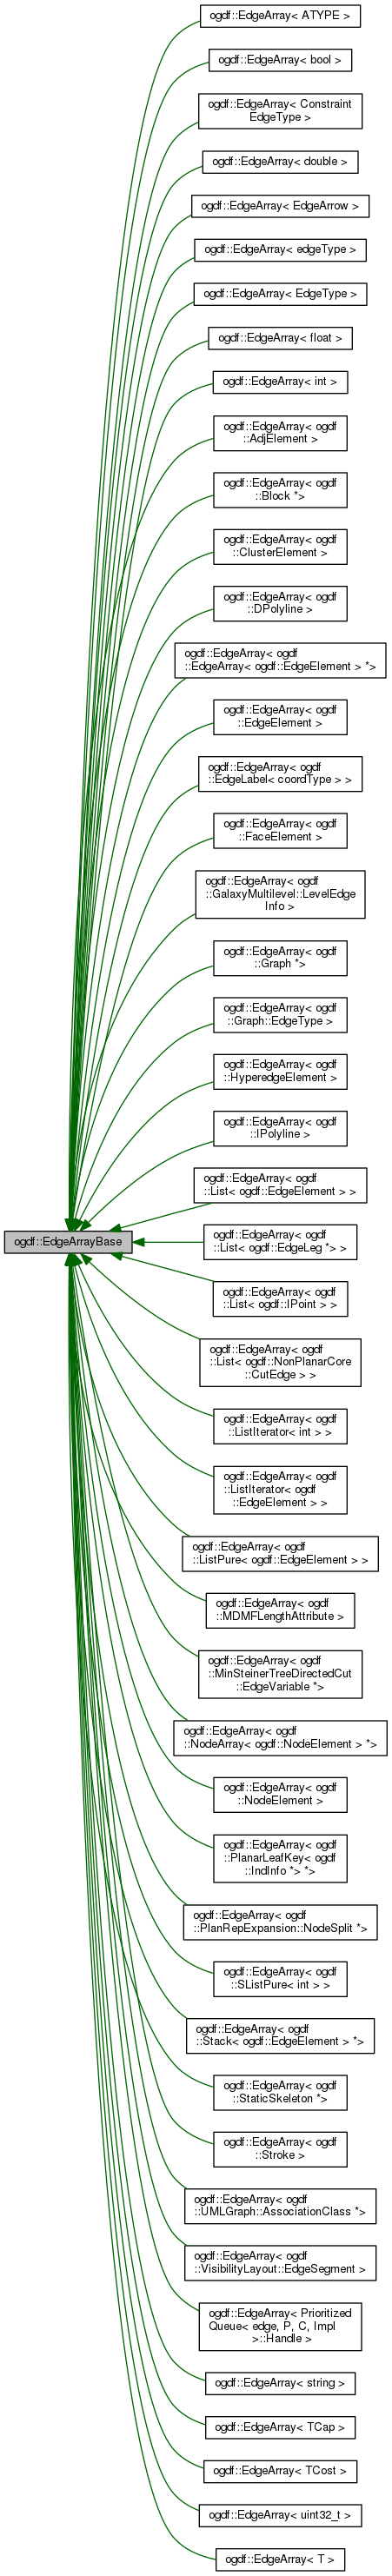 ogdf::EdgeArray< ATYPE >
ogdf::EdgeArray< bool >
ogdf::EdgeArray< Constraint
EdgeType >
ogdf::EdgeArray< double >
ogdf::EdgeArray< EdgeArrow >
ogdf::EdgeArray< edgeType >
ogdf::EdgeArray< EdgeType >
ogdf::EdgeArray< float >
ogdf::EdgeArray< int >
ogdf::EdgeArray< ogdf
::AdjElement >
ogdf::EdgeArray< ogdf
::Block *>
ogdf::EdgeArray< ogdf
::ClusterElement >
ogdf::EdgeArray< ogdf
::DPolyline >
ogdf::EdgeArray< ogdf
::EdgeArray< ogdf::EdgeElement > *>
ogdf::EdgeArray< ogdf
::EdgeElement >
ogdf::EdgeArray< ogdf
::EdgeLabel< coordType > >
ogdf::EdgeArray< ogdf
::FaceElement >
ogdf::EdgeArray< ogdf
::GalaxyMultilevel::LevelEdge
Info >
ogdf::EdgeArray< ogdf
::Graph *>
ogdf::EdgeArray< ogdf
::Graph::EdgeType >
ogdf::EdgeArray< ogdf
::HyperedgeElement >
ogdf::EdgeArray< ogdf
::IPolyline >
ogdf::EdgeArray< ogdf
::List< ogdf::EdgeElement > >
ogdf::EdgeArrayBase
ogdf::EdgeArray< ogdf
::List< ogdf::EdgeLeg *> >
ogdf::EdgeArray< ogdf
::List< ogdf::IPoint > >
ogdf::EdgeArray< ogdf
::List< ogdf::NonPlanarCore
::CutEdge > >
ogdf::EdgeArray< ogdf
::ListIterator< int > >
ogdf::EdgeArray< ogdf
::ListIterator< ogdf
::EdgeElement > >
ogdf::EdgeArray< ogdf
::ListPure< ogdf::EdgeElement > >
ogdf::EdgeArray< ogdf
::MDMFLengthAttribute >
ogdf::EdgeArray< ogdf
::MinSteinerTreeDirectedCut
::EdgeVariable *>
ogdf::EdgeArray< ogdf
::NodeArray< ogdf::NodeElement > *>
ogdf::EdgeArray< ogdf
::NodeElement >
ogdf::EdgeArray< ogdf
::PlanarLeafKey< ogdf
::IndInfo *> *>
ogdf::EdgeArray< ogdf
::PlanRepExpansion::NodeSplit *>
ogdf::EdgeArray< ogdf
::SListPure< int > >
ogdf::EdgeArray< ogdf
::Stack< ogdf::EdgeElement > *>
ogdf::EdgeArray< ogdf
::StaticSkeleton *>
ogdf::EdgeArray< ogdf
::Stroke >
ogdf::EdgeArray< ogdf
::UMLGraph::AssociationClass *>
ogdf::EdgeArray< ogdf
::VisibilityLayout::EdgeSegment >
ogdf::EdgeArray< Prioritized
Queue< edge, P, C, Impl
>::Handle >
ogdf::EdgeArray< string >
ogdf::EdgeArray< TCap >
ogdf::EdgeArray< TCost >
ogdf::EdgeArray< uint32_t >
ogdf::EdgeArray< T >